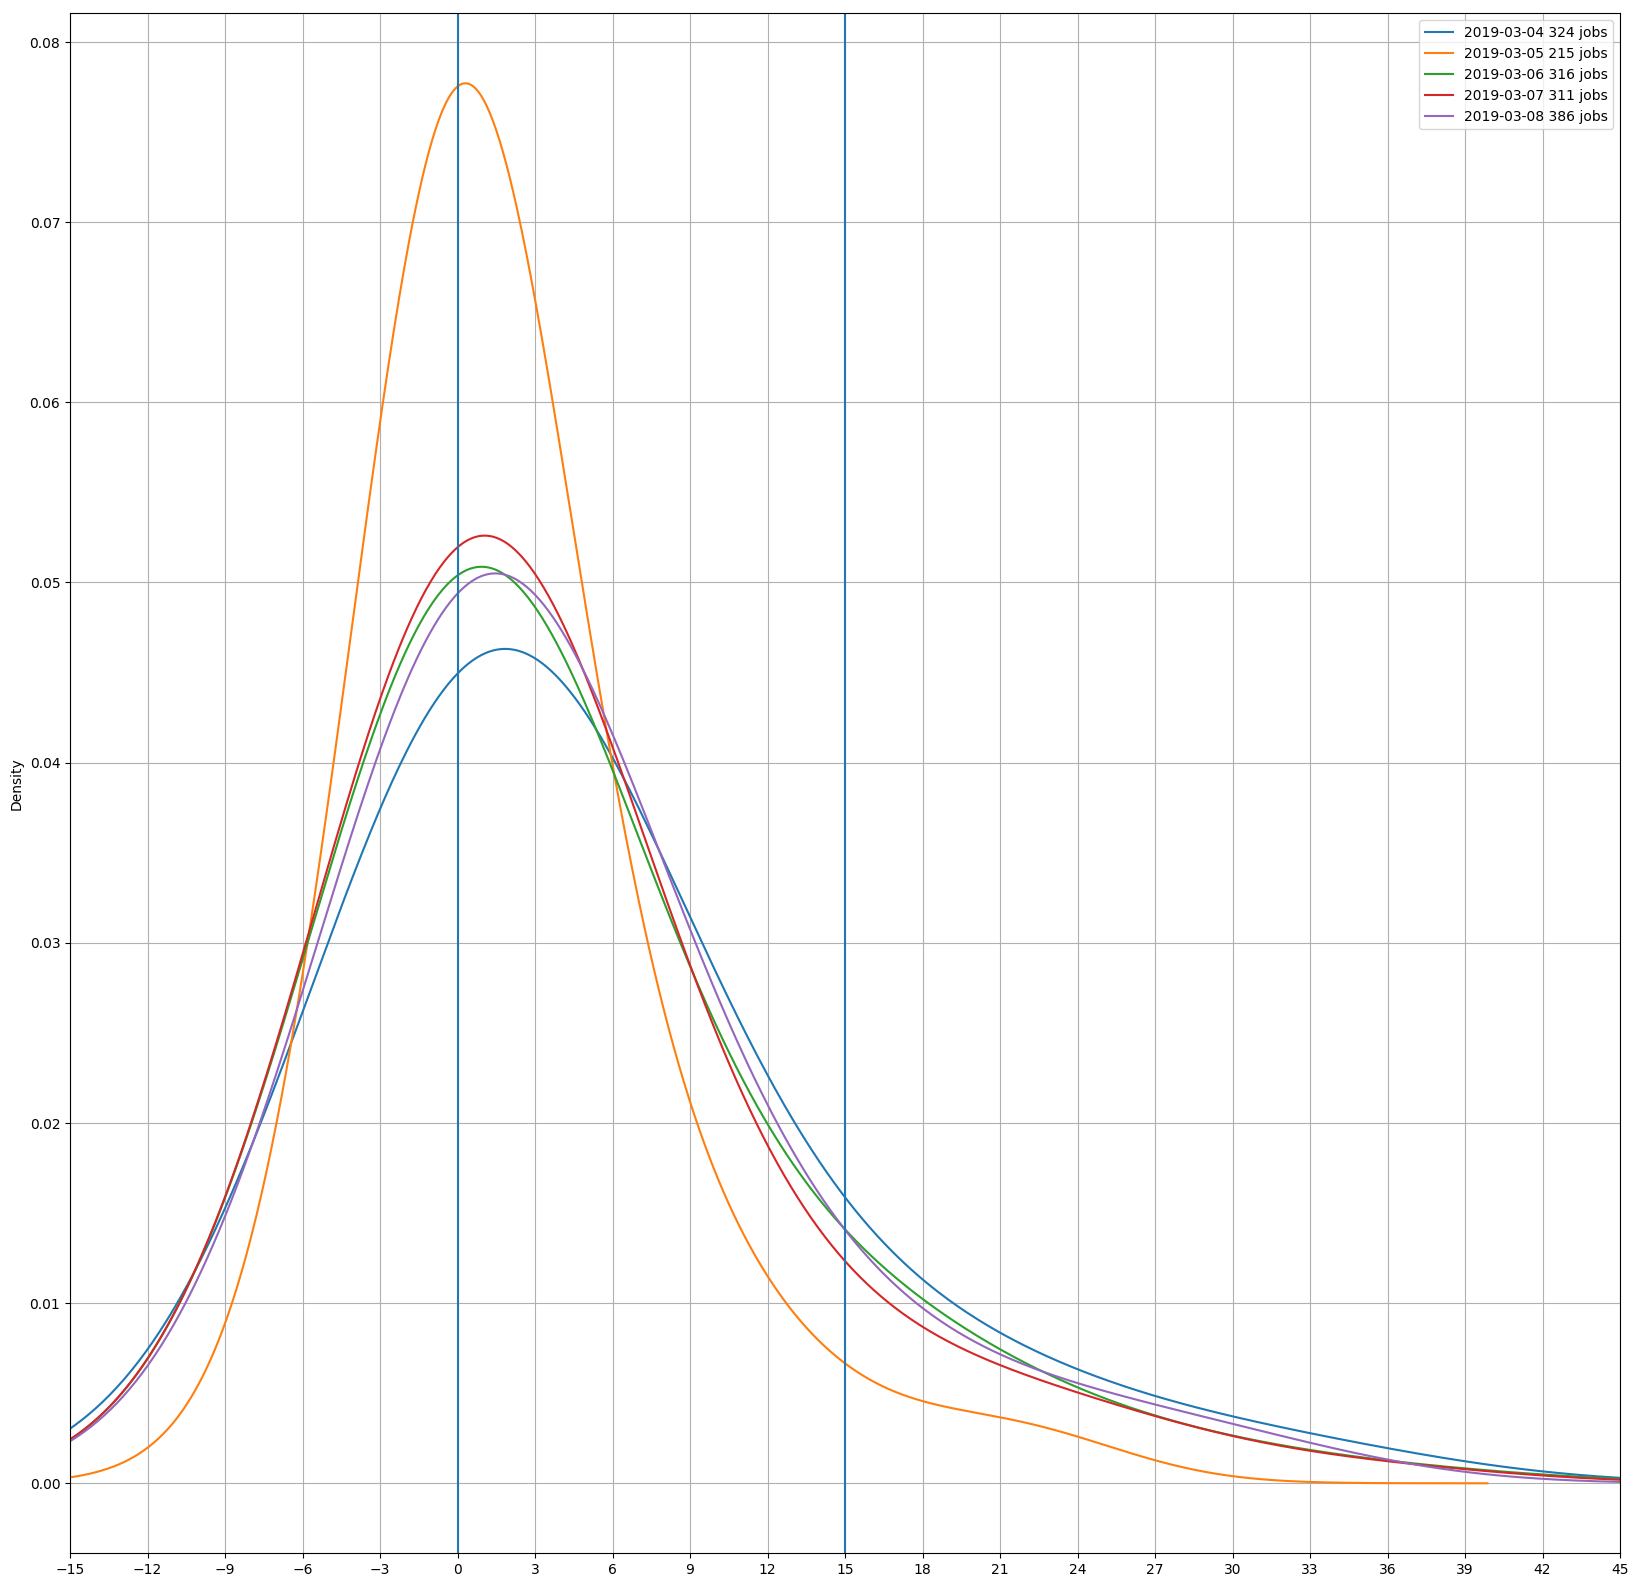 2019-03-04 324 jobs
2019-03-05 215 jobs
2019-03-06 316 jobs
2019-03-07 311 jobs
2019-03-08 386 jobs
0.08
0.07
0.06
0.05
0.04
0.03
0.02
0.01
0.00
Density
−15 −12 −9 −6 −3 0 3 6 9 12 15 18 21 24 27 30 33 36 39 42 45